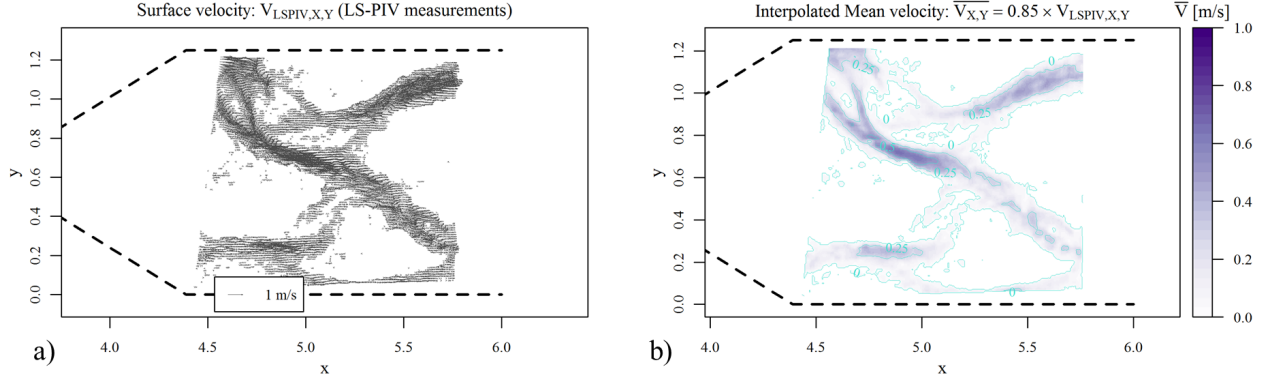 Surface velocity: V_LSPIV,X,Y (LS-PIV measurements)
y
0.0 0.2 0.4 0.6 0.8 1.0 1.2
1 m/s
4.0 4.5 5.0 5.5 6.0
x
a)
Interpolated Mean velocity: V̅_X,Y = 0.85 × V_LSPIV,X,Y
V̅ [m/s]
y
0.0 0.2 0.4 0.6 0.8 1.0 1.2
0.25
0
0.25
0
0
0.25
0.25
0
0
4.0 4.5 5.0 5.5 6.0
x
b)
1.0
0.8
0.6
0.4
0.2
0.0